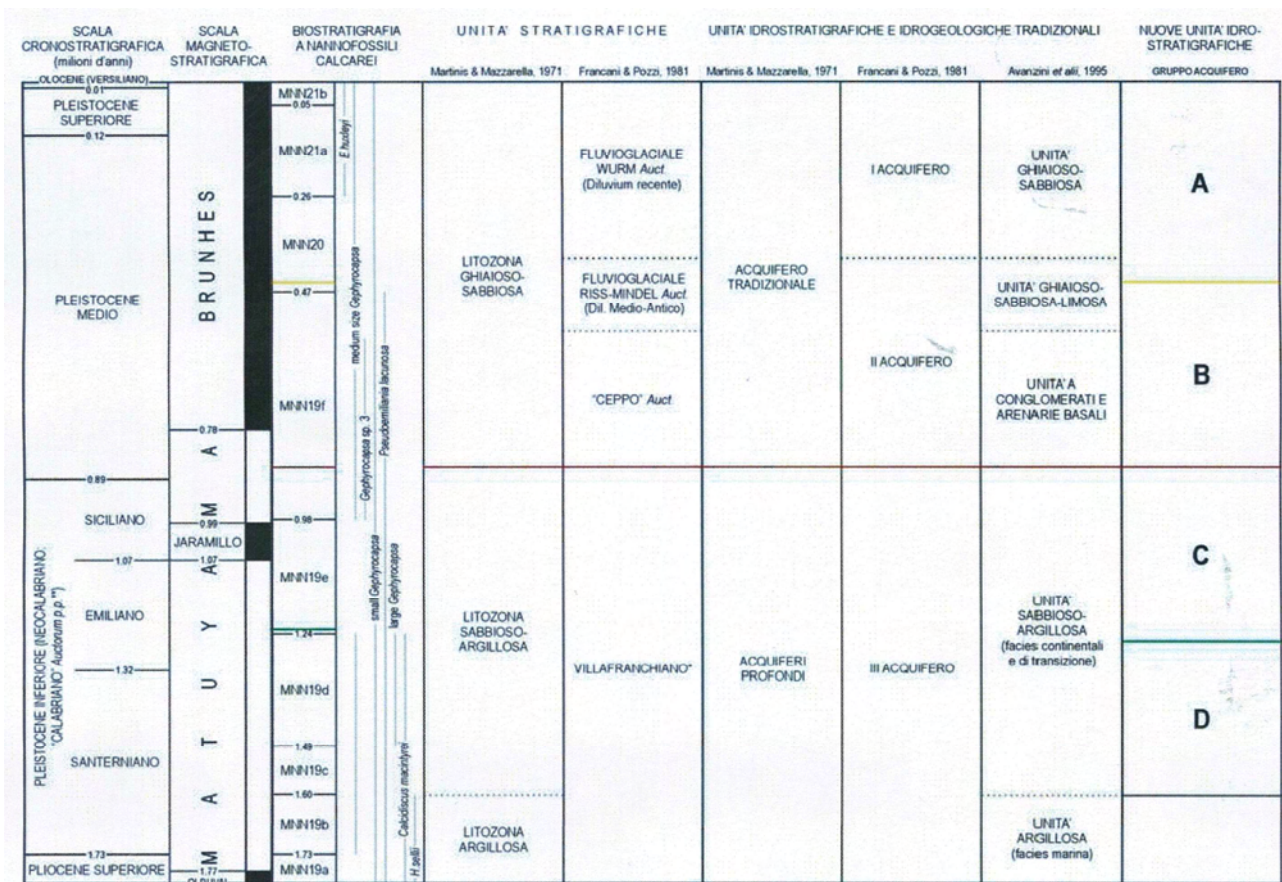 SCALA
CRONOSTRATIGRAFICA
(milioni d'anni)
SCALA
MAGNETO-
STRATIGRAFICA
BIOSTRATIGRAFIA
A NANNOFOSSILI
CALCAREI
UNITA' STRATIGRAFICHE
Martinis & Mazzarella, 1971
Francani & Pozzi, 1981
UNITA' IDROSTRATIGRAFICHE E IDROGEOLOGICHE TRADIZIONALI
Martinis & Mazzarella, 1971
Francani & Pozzi, 1981
Avanzini et alii, 1995
NUOVE UNITA' IDRO-
STRATIGRAFICHE
GRUPPO ACQUIFERO
OLOCENE (VERSILIANO)
0.01
PLEISTOCENE
SUPERIORE
0.12
PLEISTOCENE
MEDIO
0.89
SICILIANO
1.07
EMILIANO
1.32
SANTERNIANO
1.73
PLIOCENE SUPERIORE
PLEISTOCENE INFERIORE (NEOCALABRIANO;
"CALABRIANO" Auctorum p.p.
BRUNHES
0.78
MATUYAMA
0.99
JARAMILLO
1.07
1.77
MNN21b
0.05
MNN21a
0.26
MNN20
0.47
MNN19f
0.98
MNN19e
1.24
MNN19d
1.49
MNN19c
1.60
MNN19b
1.73
MNN19a
E.huxleyi
medium size Gephyrocapsa
Gephyrocapsa sp. 3
Pseudoemiliania lacunosa
small Gephyrocapsa
large Gephyrocapsa
Calcidiscus macintyrei
H.sellii
LITOZONA
GHIAIOSO-
SABBIOSA
LITOZONA
SABBIOSO-
ARGILLOSA
LITOZONA
ARGILLOSA
FLUVIOGLACIALE
WURM Auct.
(Diluvium recente)
FLUVIOGLACIALE
RISS-MINDEL Auct.
(Dil. Medio-Antico)
"CEPPO" Auct.
VILLAFRANCHIANO*
ACQUIFERO
TRADIZIONALE
ACQUIFERI
PROFONDI
I ACQUIFERO
II ACQUIFERO
III ACQUIFERO
UNITA'
GHIAIOSO-
SABBIOSA
UNITA' GHIAIOSO-
SABBIOSA-LIMOSA
UNITA' A
CONGLOMERATI E
ARENARIE BASALI
UNITA'
SABBIOSO-
ARGILLOSA
(facies continentali
e di transizione)
UNITA'
ARGILLOSA
(facies marina)
A
B
C
D